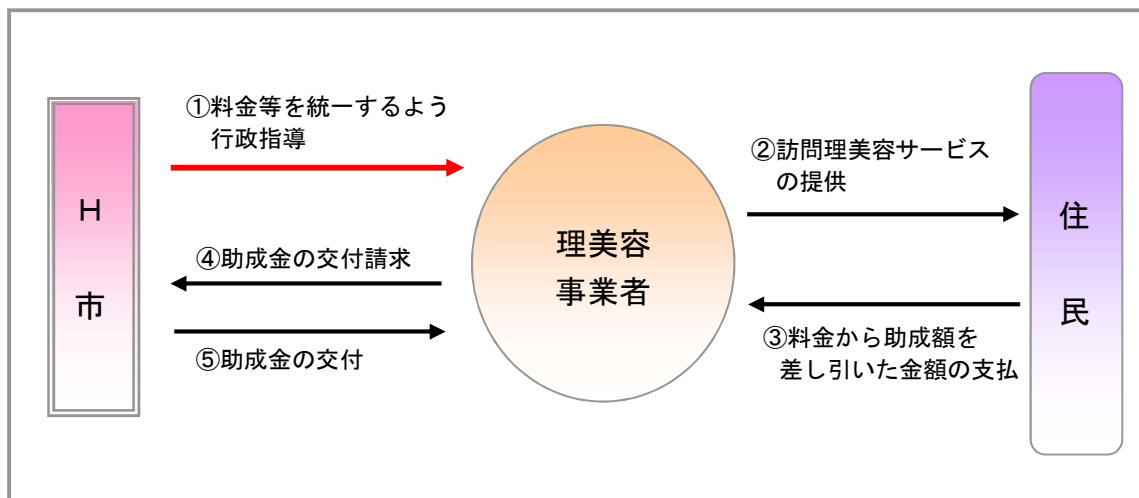 ①料金等を統一するよう
行政指導
H
市
②訪問理美容サービス
の提供
理美容
事業者
住
民
④助成金の交付請求
⑤助成金の交付
③料金から助成額を
差し引いた金額の支払